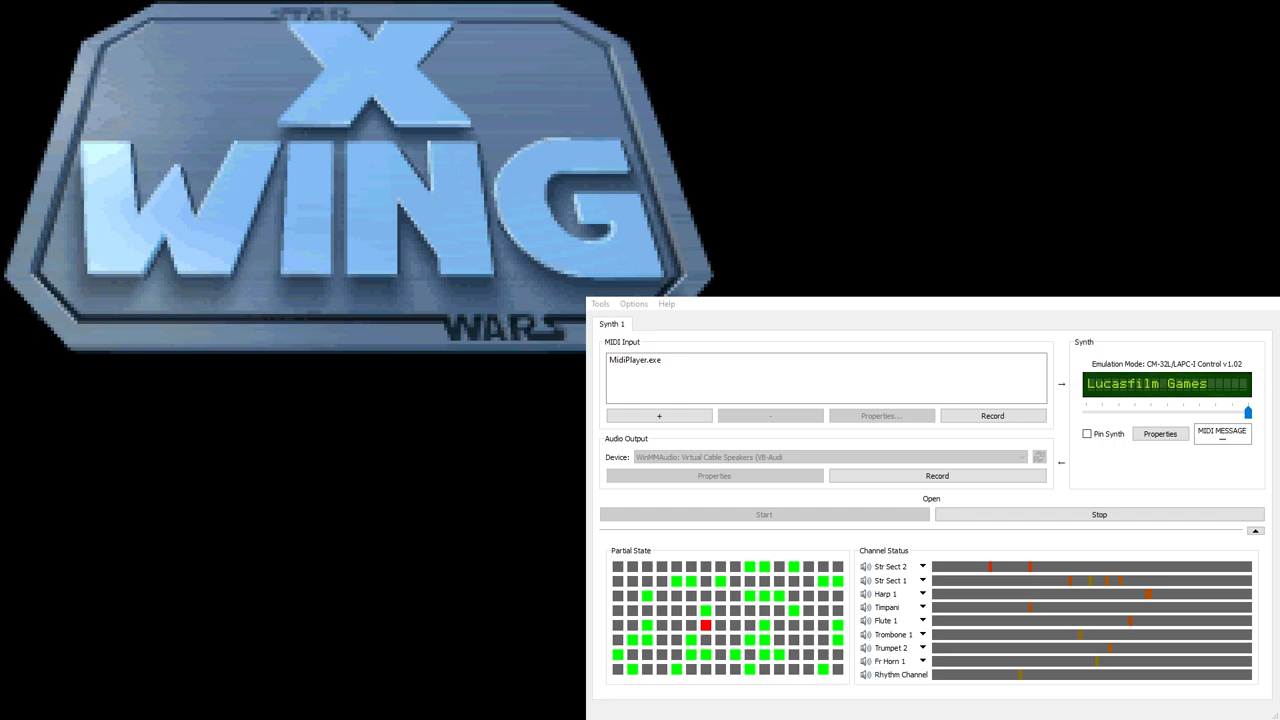 STAR
X
WING
WARS
Tools Options Help
Synth 1
MIDI Input
MidiPlayer.exe
+ - Properties... Record
Audio Output
Device: WinMMAudio: Virtual Cable Speakers (VB-Audi
Properties Record
Synth
Emulation Mode: CM-32L/LAPC-I Control v1.02
Lucasfilm Games
Pin Synth Properties MIDI MESSAGE
Open
Start Stop
Partial State
Channel Status
Str Sect 2
Str Sect 1
Harp 1
Timpani
Flute 1
Trombone 1
Trumpet 2
Fr Horn 1
Rhythm Channel